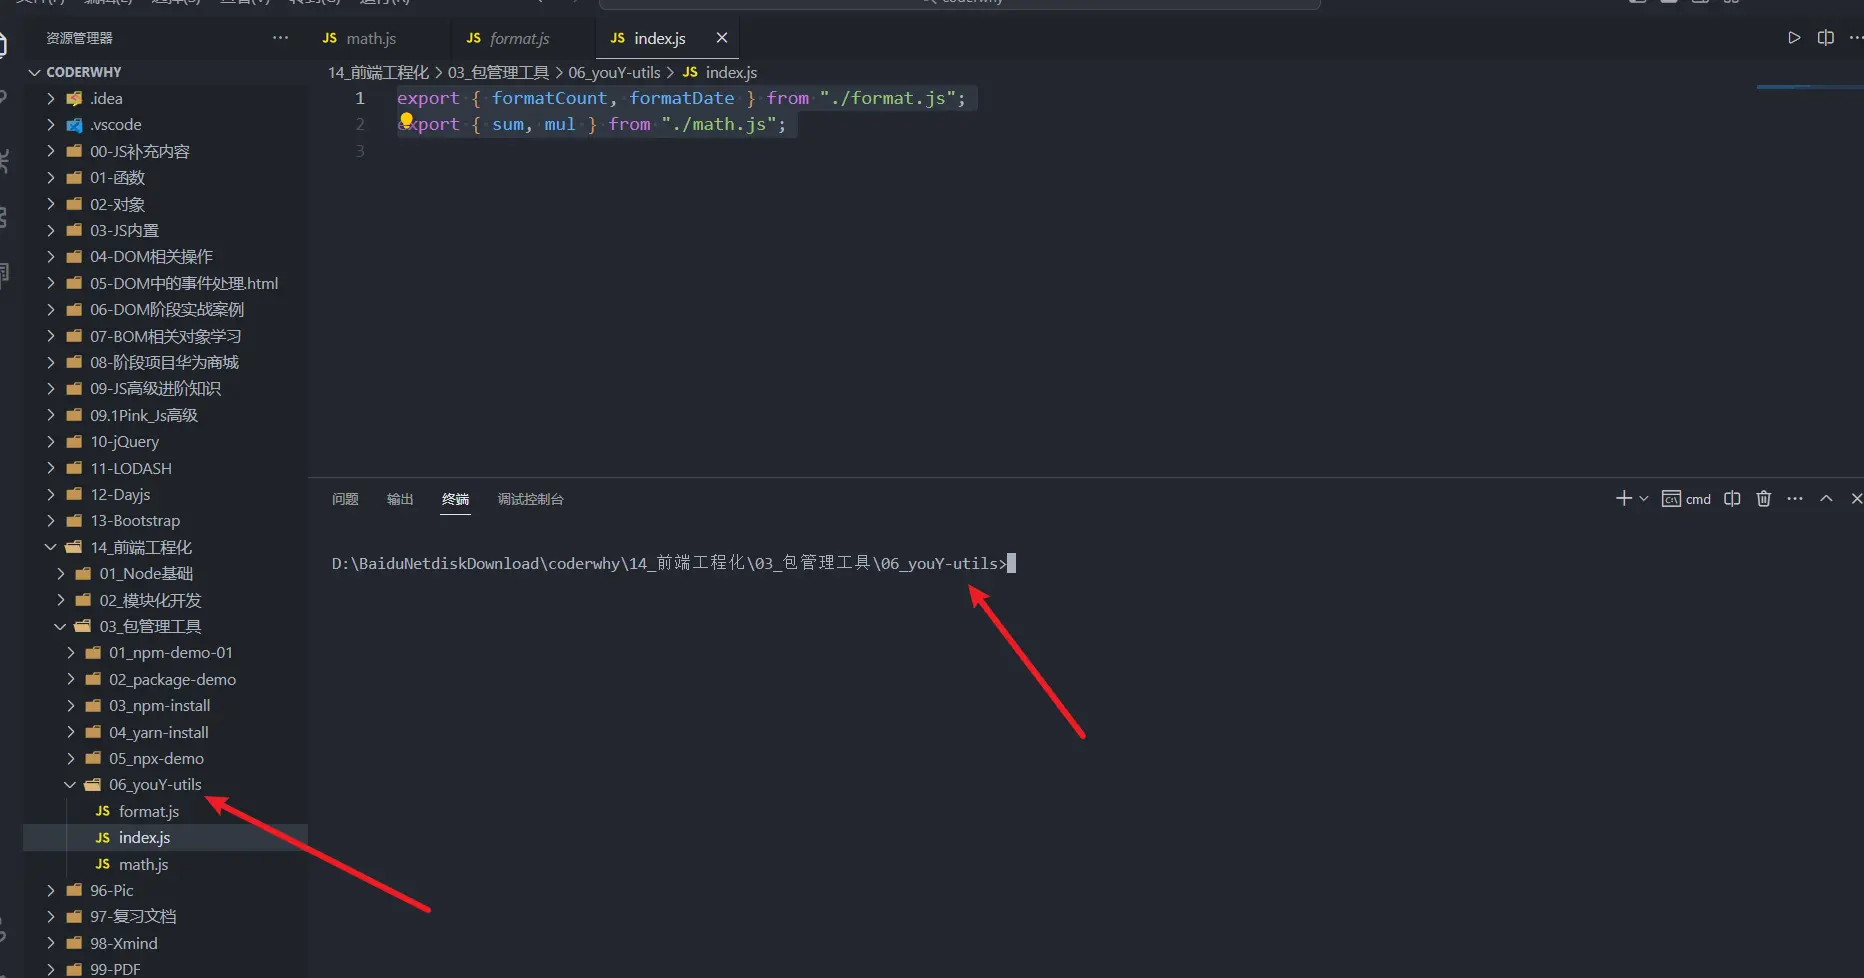 coderwhy
资源管理器
JS math.js
JS format.js
JS index.js
CODERWHY
14_前端工程化 > 03_包管理工具 > 06_youY-utils > JS index.js
1 export { formatCount, formatDate } from "./format.js";
2 export { sum, mul } from "./math.js";
3
.idea
.vscode
00-JS补充内容
01-函数
02-对象
03-JS内置
04-DOM相关操作
05-DOM中的事件处理.html
06-DOM阶段实战案例
07-BOM相关对象学习
08-阶段项目华为商城
09-JS高级进阶知识
09.1Pink_Js高级
10-jQuery
11-LODASH
12-Dayjs
13-Bootstrap
14_前端工程化
01_Node基础
02_模块化开发
03_包管理工具
01_npm-demo-01
02_package-demo
03_npm-install
04_yarn-install
05_npx-demo
06_youY-utils
JS format.js
JS index.js
JS math.js
96-Pic
97-复习文档
98-Xmind
99-PDF
问题 输出 终端 调试控制台
cmd
D:\BaiduNetdiskDownload\coderwhy\14_前端工程化\03_包管理工具\06_youY-utils>